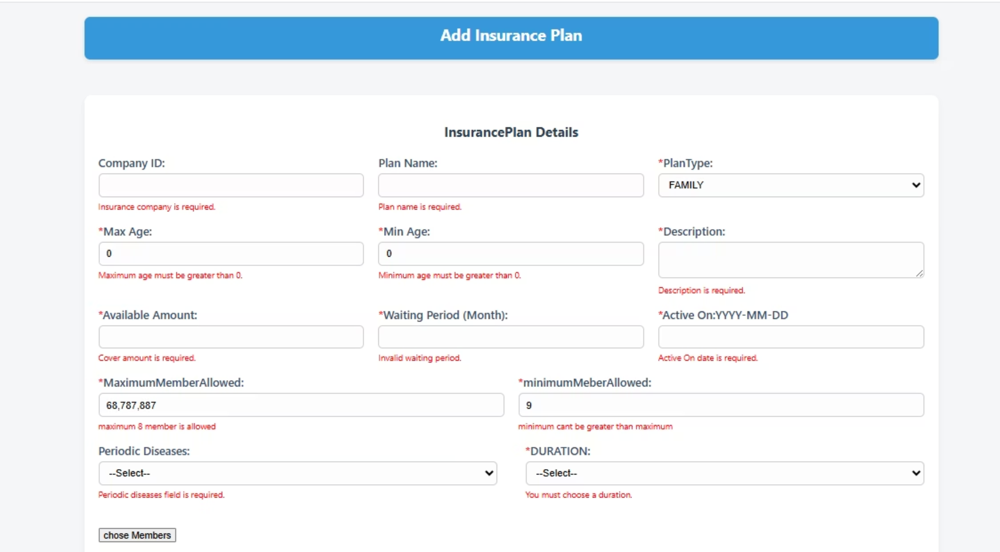 Add Insurance Plan
InsurancePlan Details
Company ID: Plan Name: *PlanType:
FAMILY
Insurance company is required. Plan name is required.
*Max Age: *Min Age: *Description:
0 0
Maximum age must be greater than 0. Minimum age must be greater than 0.
Description is required.
*Available Amount: *Waiting Period (Month): *Active On:YYYY-MM-DD
Cover amount is required. Invalid waiting period. Active On date is required.
*MaximumMemberAllowed: *minimumMeberAllowed:
68,787,887 9
maximum 8 member is allowed minimum cant be greater than maximum
Periodic Diseases: *DURATION:
--Select-- --Select--
Periodic diseases field is required. You must choose a duration.
chose Members